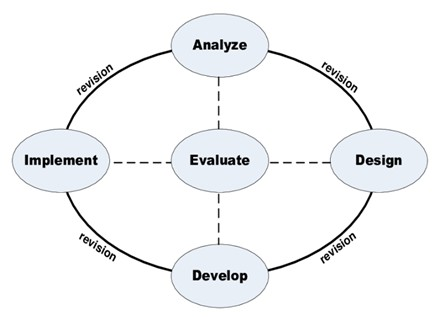 Analyze
revision
revision
Implement
Evaluate
Design
revision
revision
Develop